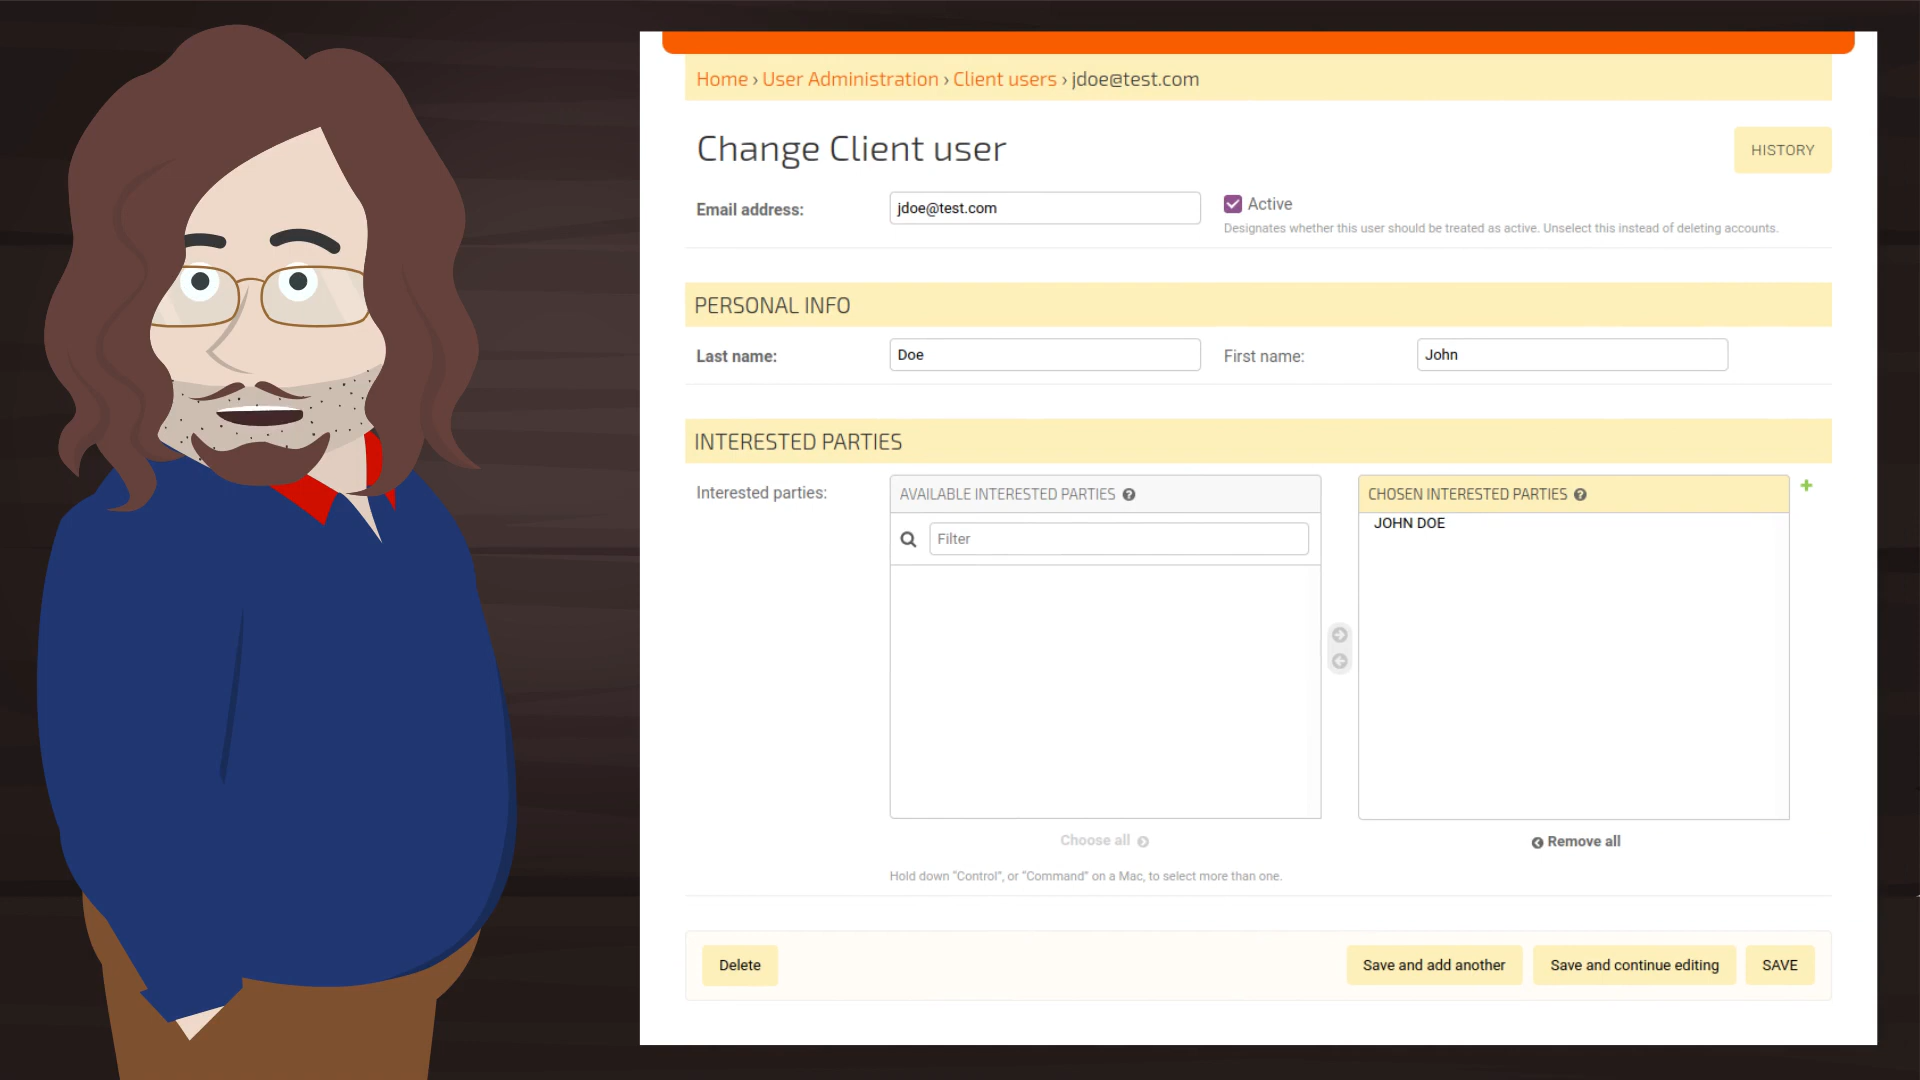 Home › User Administration › Client users › jdoe@test.com
Change Client user
HISTORY
Email address:
jdoe@test.com
Active
Designates whether this user should be treated as active. Unselect this instead of deleting accounts.
PERSONAL INFO
Last name:
Doe
First name:
John
INTERESTED PARTIES
Interested parties:
AVAILABLE INTERESTED PARTIES
Filter
CHOSEN INTERESTED PARTIES
JOHN DOE
Choose all
Remove all
Hold down “Control”, or “Command” on a Mac, to select more than one.
Delete
Save and add another
Save and continue editing
SAVE